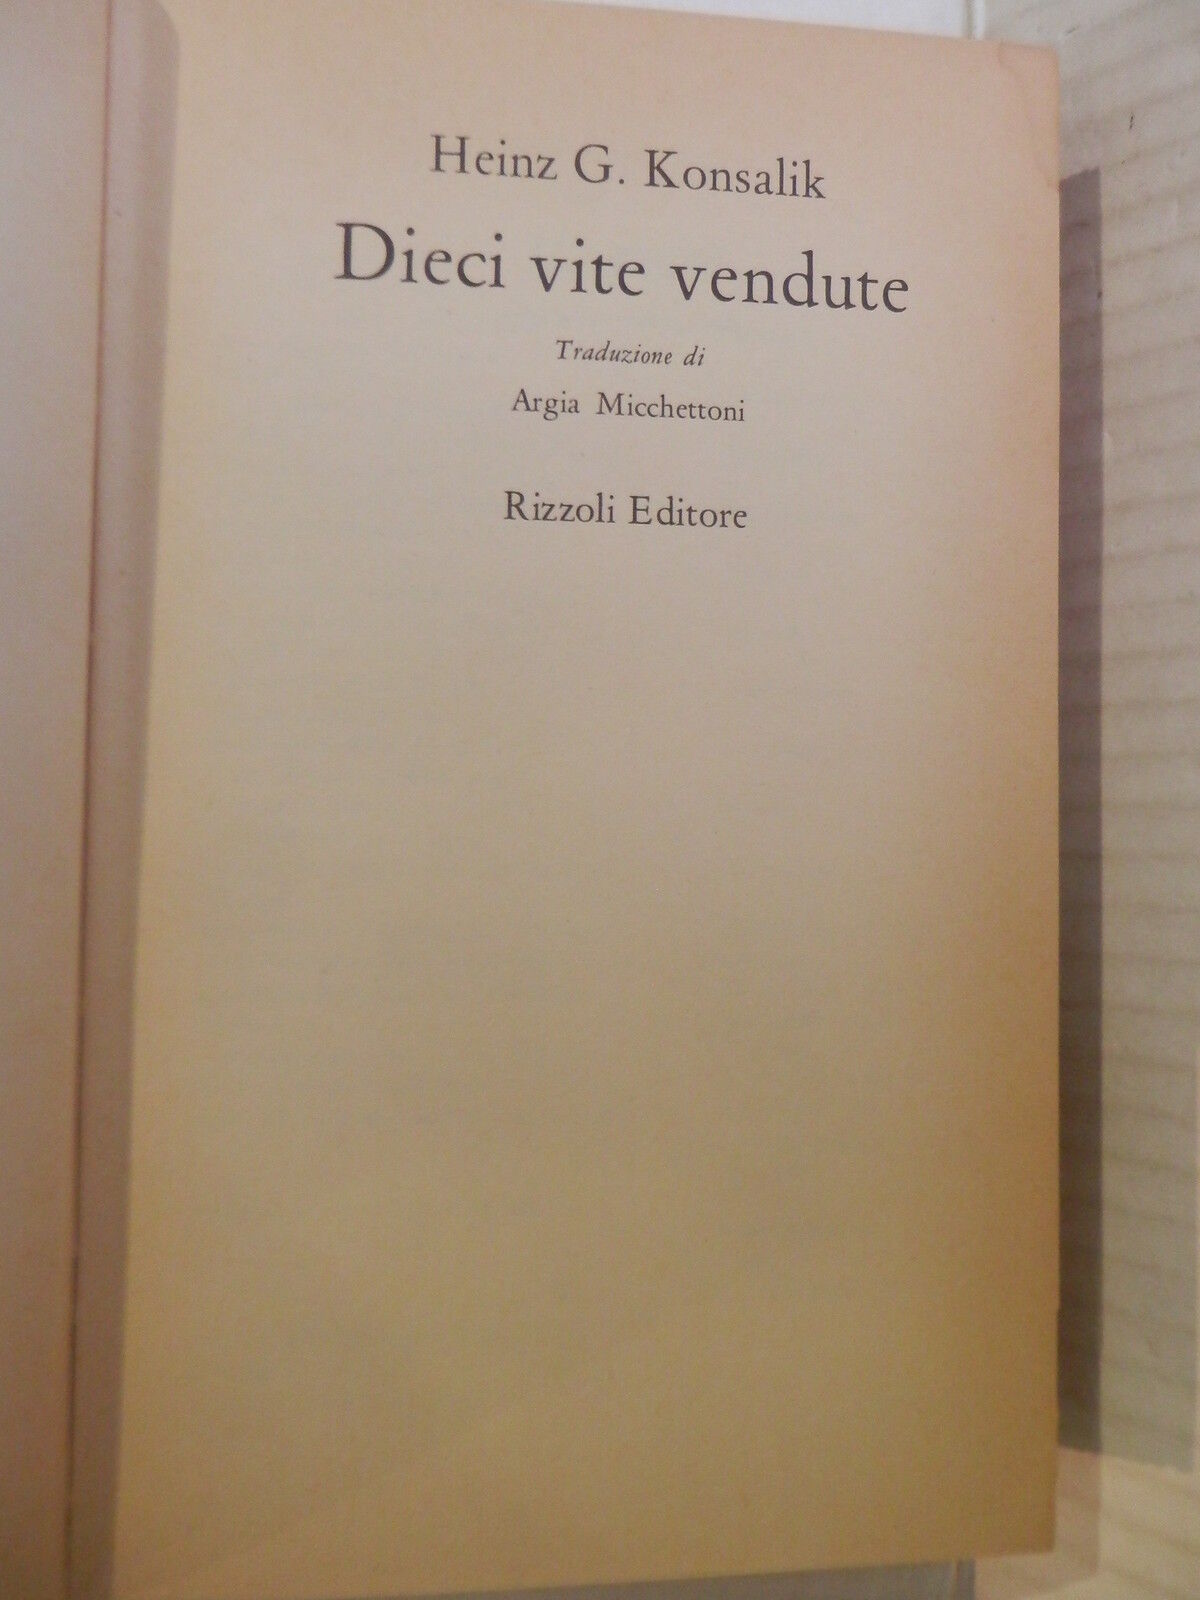 Heinz G. Konsalik
Dieci vite vendute
Traduzione di
Argia Micchettoni
Rizzoli Editore